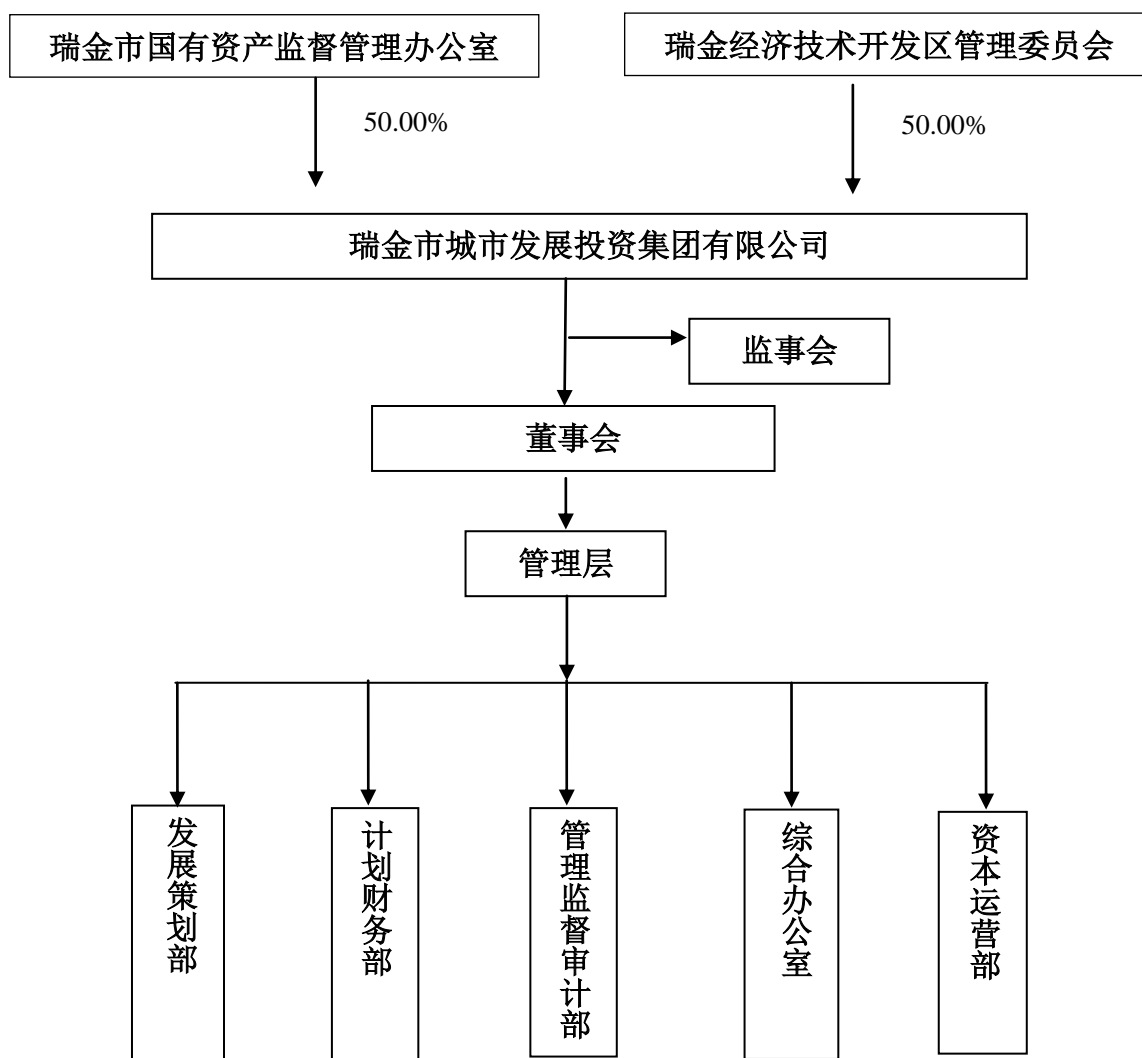 瑞金市国有资产监督管理办公室
瑞金经济技术开发区管理委员会
50.00%
50.00%
瑞金市城市发展投资集团有限公司
监事会
董事会
管理层
发展策划部
计划财务部
管理监督审计部
综合办公室
资本运营部